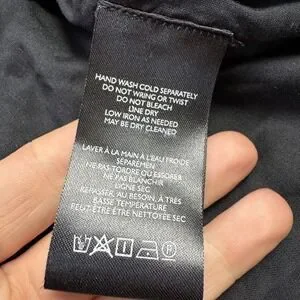 HAND WASH COLD SEPARATELY
DO NOT WRING OR TWIST
DO NOT BLEACH
LINE DRY
LOW IRON AS NEEDED
MAY BE DRY CLEANED
LAVER À LA MAIN À L'EAU FROIDE
SÉPAREMEN
NE PAS TORDRE OU ESSORER
NE PAS BLANCHIR
LIGNE SEC
REPASSER, AU BESOIN, À TRÈS
BASSE TEMPÉRATURE
PEUT ÊTRE NETTOYÉE SEC